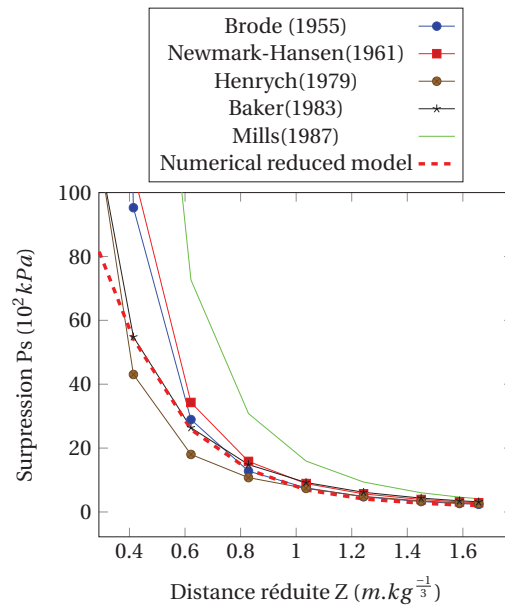 Brode (1955)
Newmark-Hansen(1961)
Henrych(1979)
Baker(1983)
Mills(1987)
Numerical reduced model
100
80
60
40
20
0
Surpression Ps (10² kPa)
0.4 0.6 0.8 1 1.2 1.4 1.6
Distance réduite Z (m.kg^{\frac{-1}{3}})